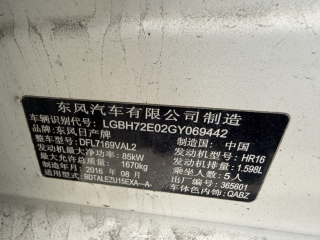 东风汽车有限公司制造
车辆识别代号: LGBH72E02GY069442
品牌: 东风日产牌 制造国: 中国
整车型号: DFL7169VAL2 发动机型号: HR16
发动机最大净功率: 85kW 发动机排量: 1.598L
最大允许总质量: 1670kg 乘坐人数: 5人
制造年月: 2016年08月 出厂编号: 365601
适用型式: BDTALEZU15EXA--A- 车体色内饰: QABZ